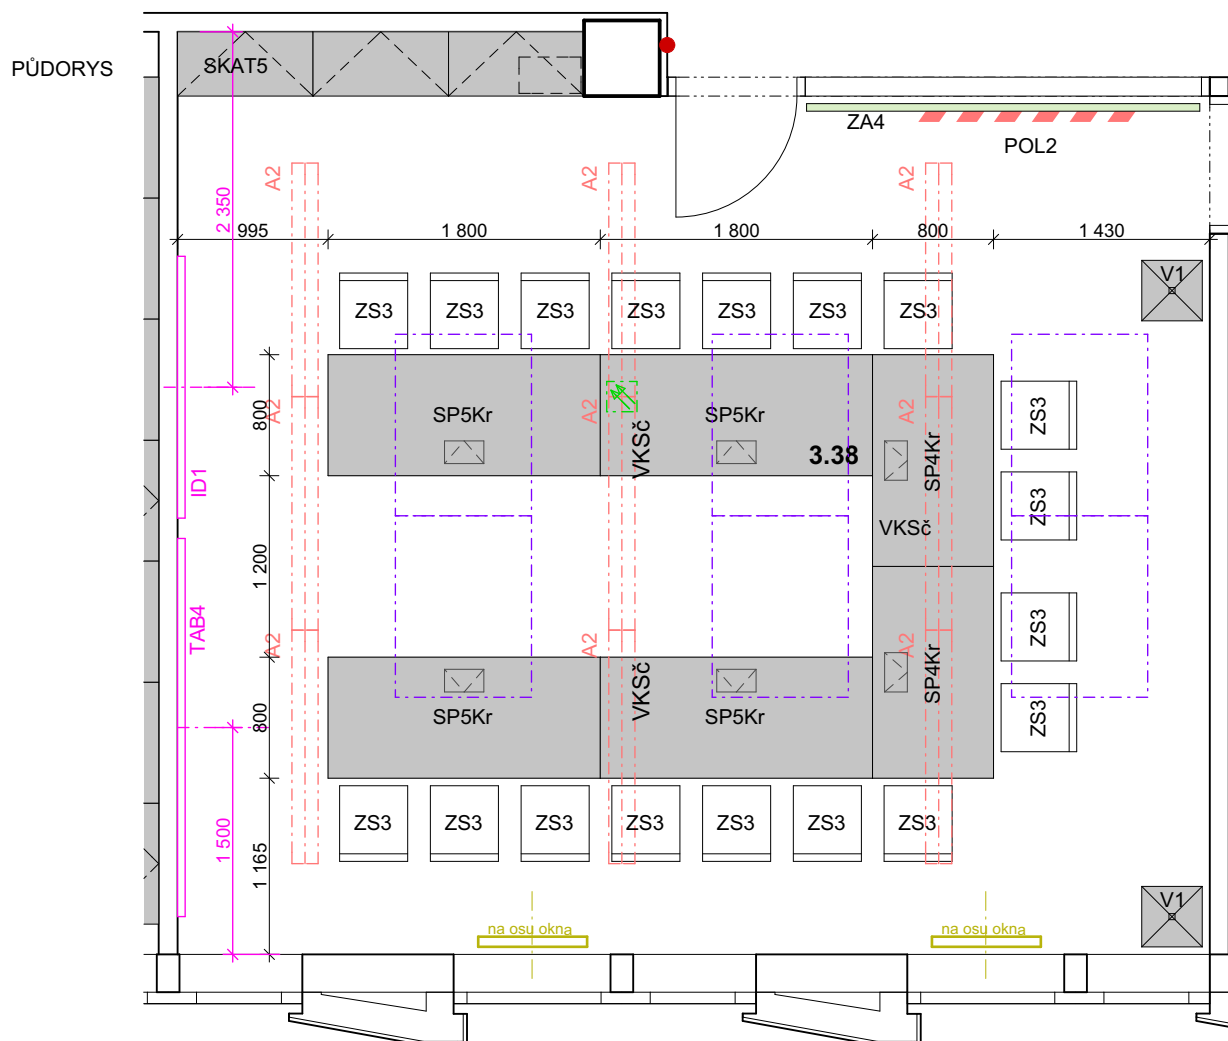 PŮDORYS
SKAT5
ZA4
POL2
A2
A2
A2
2 350
995
1 800
1 800
800
1 430
V1
ZS3
ZS3
ZS3
ZS3
ZS3
ZS3
ZS3
800
A2
SP5Kr
A2
VKSč
SP5Kr
3.38
A2
SP4Kr
ZS3
ID1
ZS3
VKSč
1 200
TAB4
A2
A2
A2
ZS3
800
SP5Kr
VKSč
SP5Kr
SP4Kr
ZS3
1 500
1 165
ZS3
ZS3
ZS3
ZS3
ZS3
ZS3
ZS3
V1
na osu okna
na osu okna